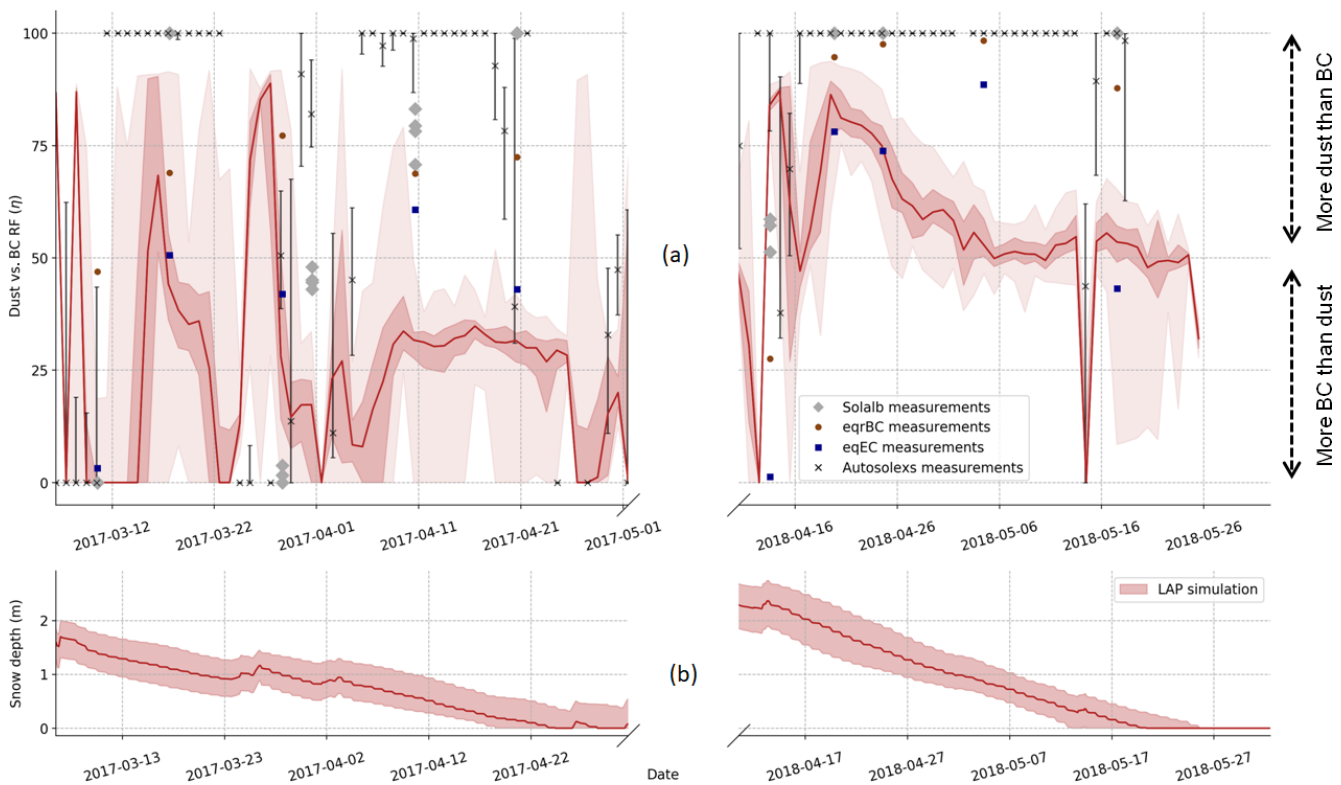 100
75
50
25
0
Dust vs. BC RF (η)
2017-03-12
2017-03-22
2017-04-01
2017-04-11
2017-04-21
2017-05-01
(a)
Solalb measurements
eqrBC measurements
eqEC measurements
Autosolexs measurements
2018-04-16
2018-04-26
2018-05-06
2018-05-16
2018-05-26
More dust than BC
More BC than dust
2
1
0
Snow depth (m)
2017-03-13
2017-03-23
2017-04-02
2017-04-12
2017-04-22
(b)
Date
LAP simulation
2018-04-17
2018-04-27
2018-05-07
2018-05-17
2018-05-27